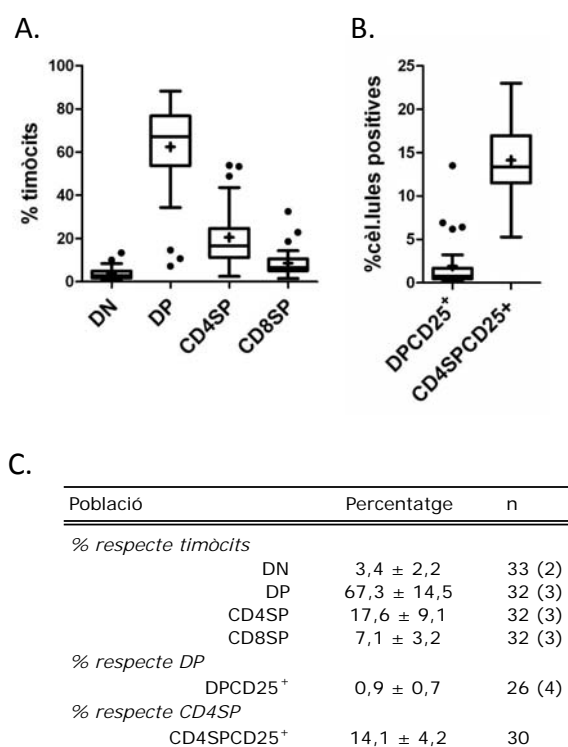 A.
B.
% timòcits
100
80
60
40
20
0
DN
DP
CD4SP
CD8SP
%cèl.lules positives
25
20
15
10
5
0
DPCD25⁺
CD4SPCD25+
C.
Població Percentatge n
% respecte timòcits
DN 3,4 ± 2,2 33 (2)
DP 67,3 ± 14,5 32 (3)
CD4SP 17,6 ± 9,1 32 (3)
CD8SP 7,1 ± 3,2 32 (3)
% respecte DP
DPCD25⁺ 0,9 ± 0,7 26 (4)
% respecte CD4SP
CD4SPCD25⁺ 14,1 ± 4,2 30